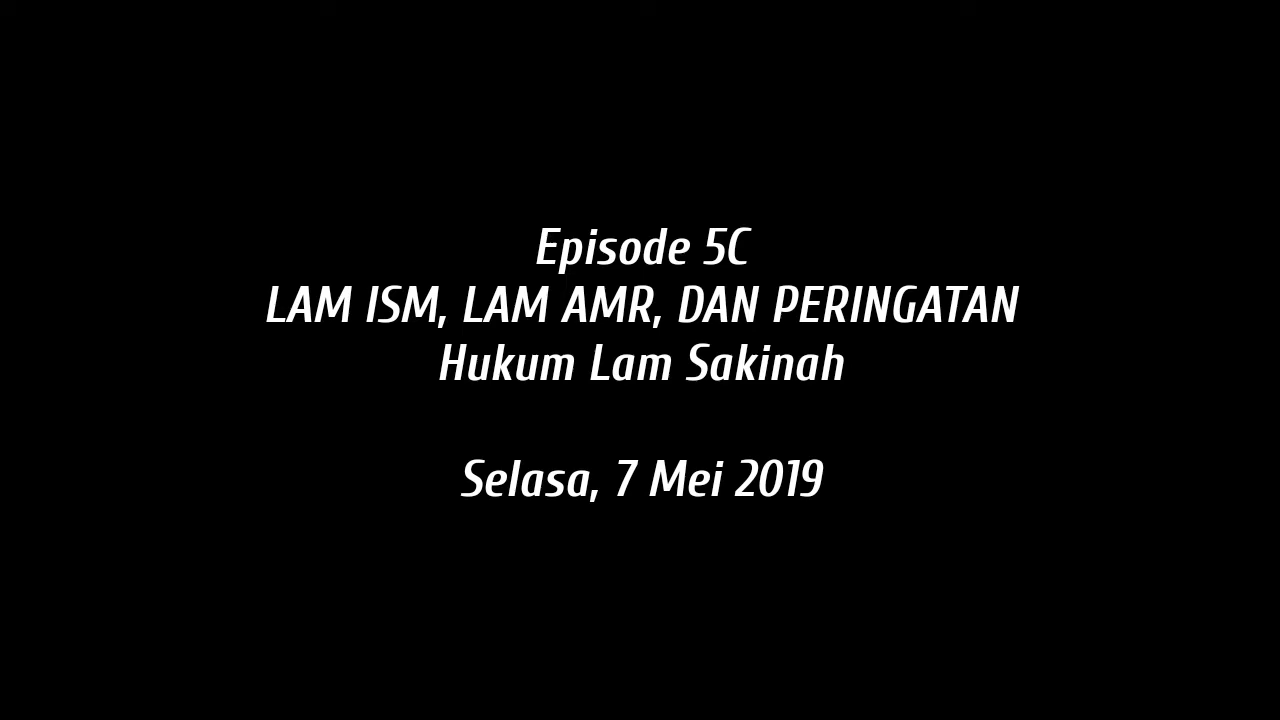 Episode 5C
LAM ISM, LAM AMR, DAN PERINGATAN
Hukum Lam Sakinah
Selasa, 7 Mei 2019